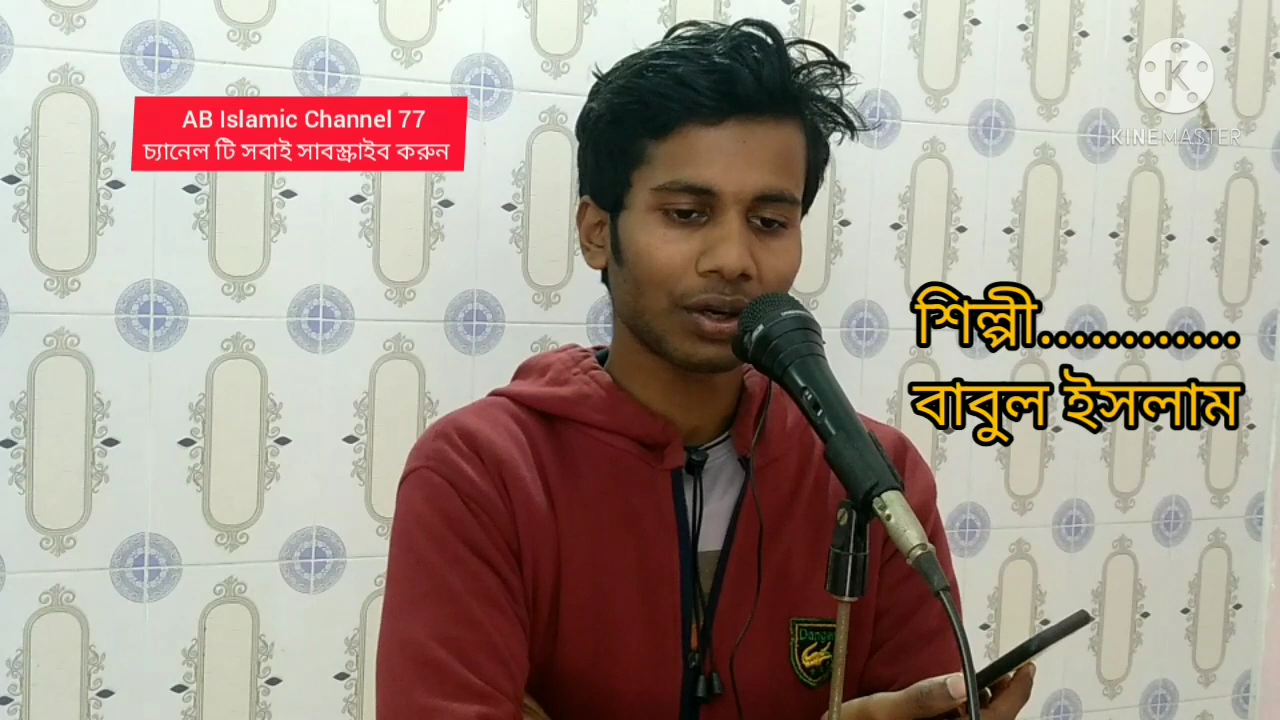 AB Islamic Channel 77
চ্যানেল টি সবাই সাবস্ক্রাইব করুন
K
KINEMASTER
শিল্পী............
বাবুল ইসলাম